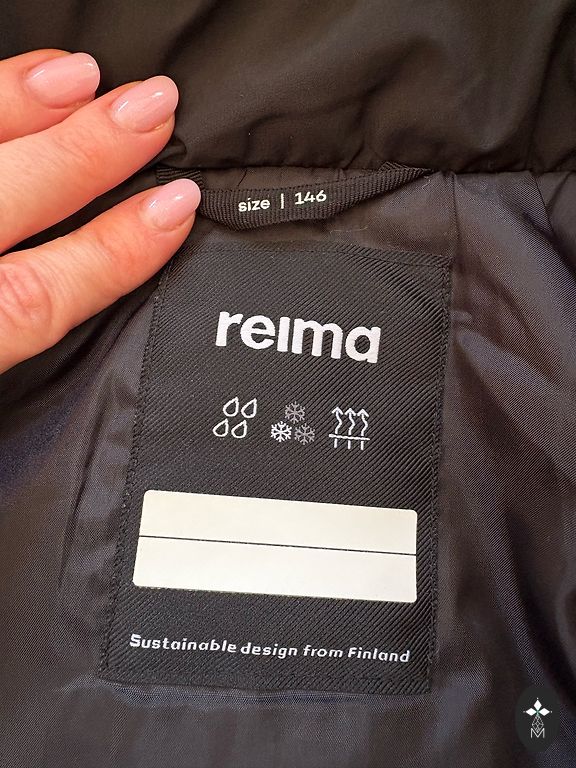 size | 146
reima
Sustainable design from Finland
M